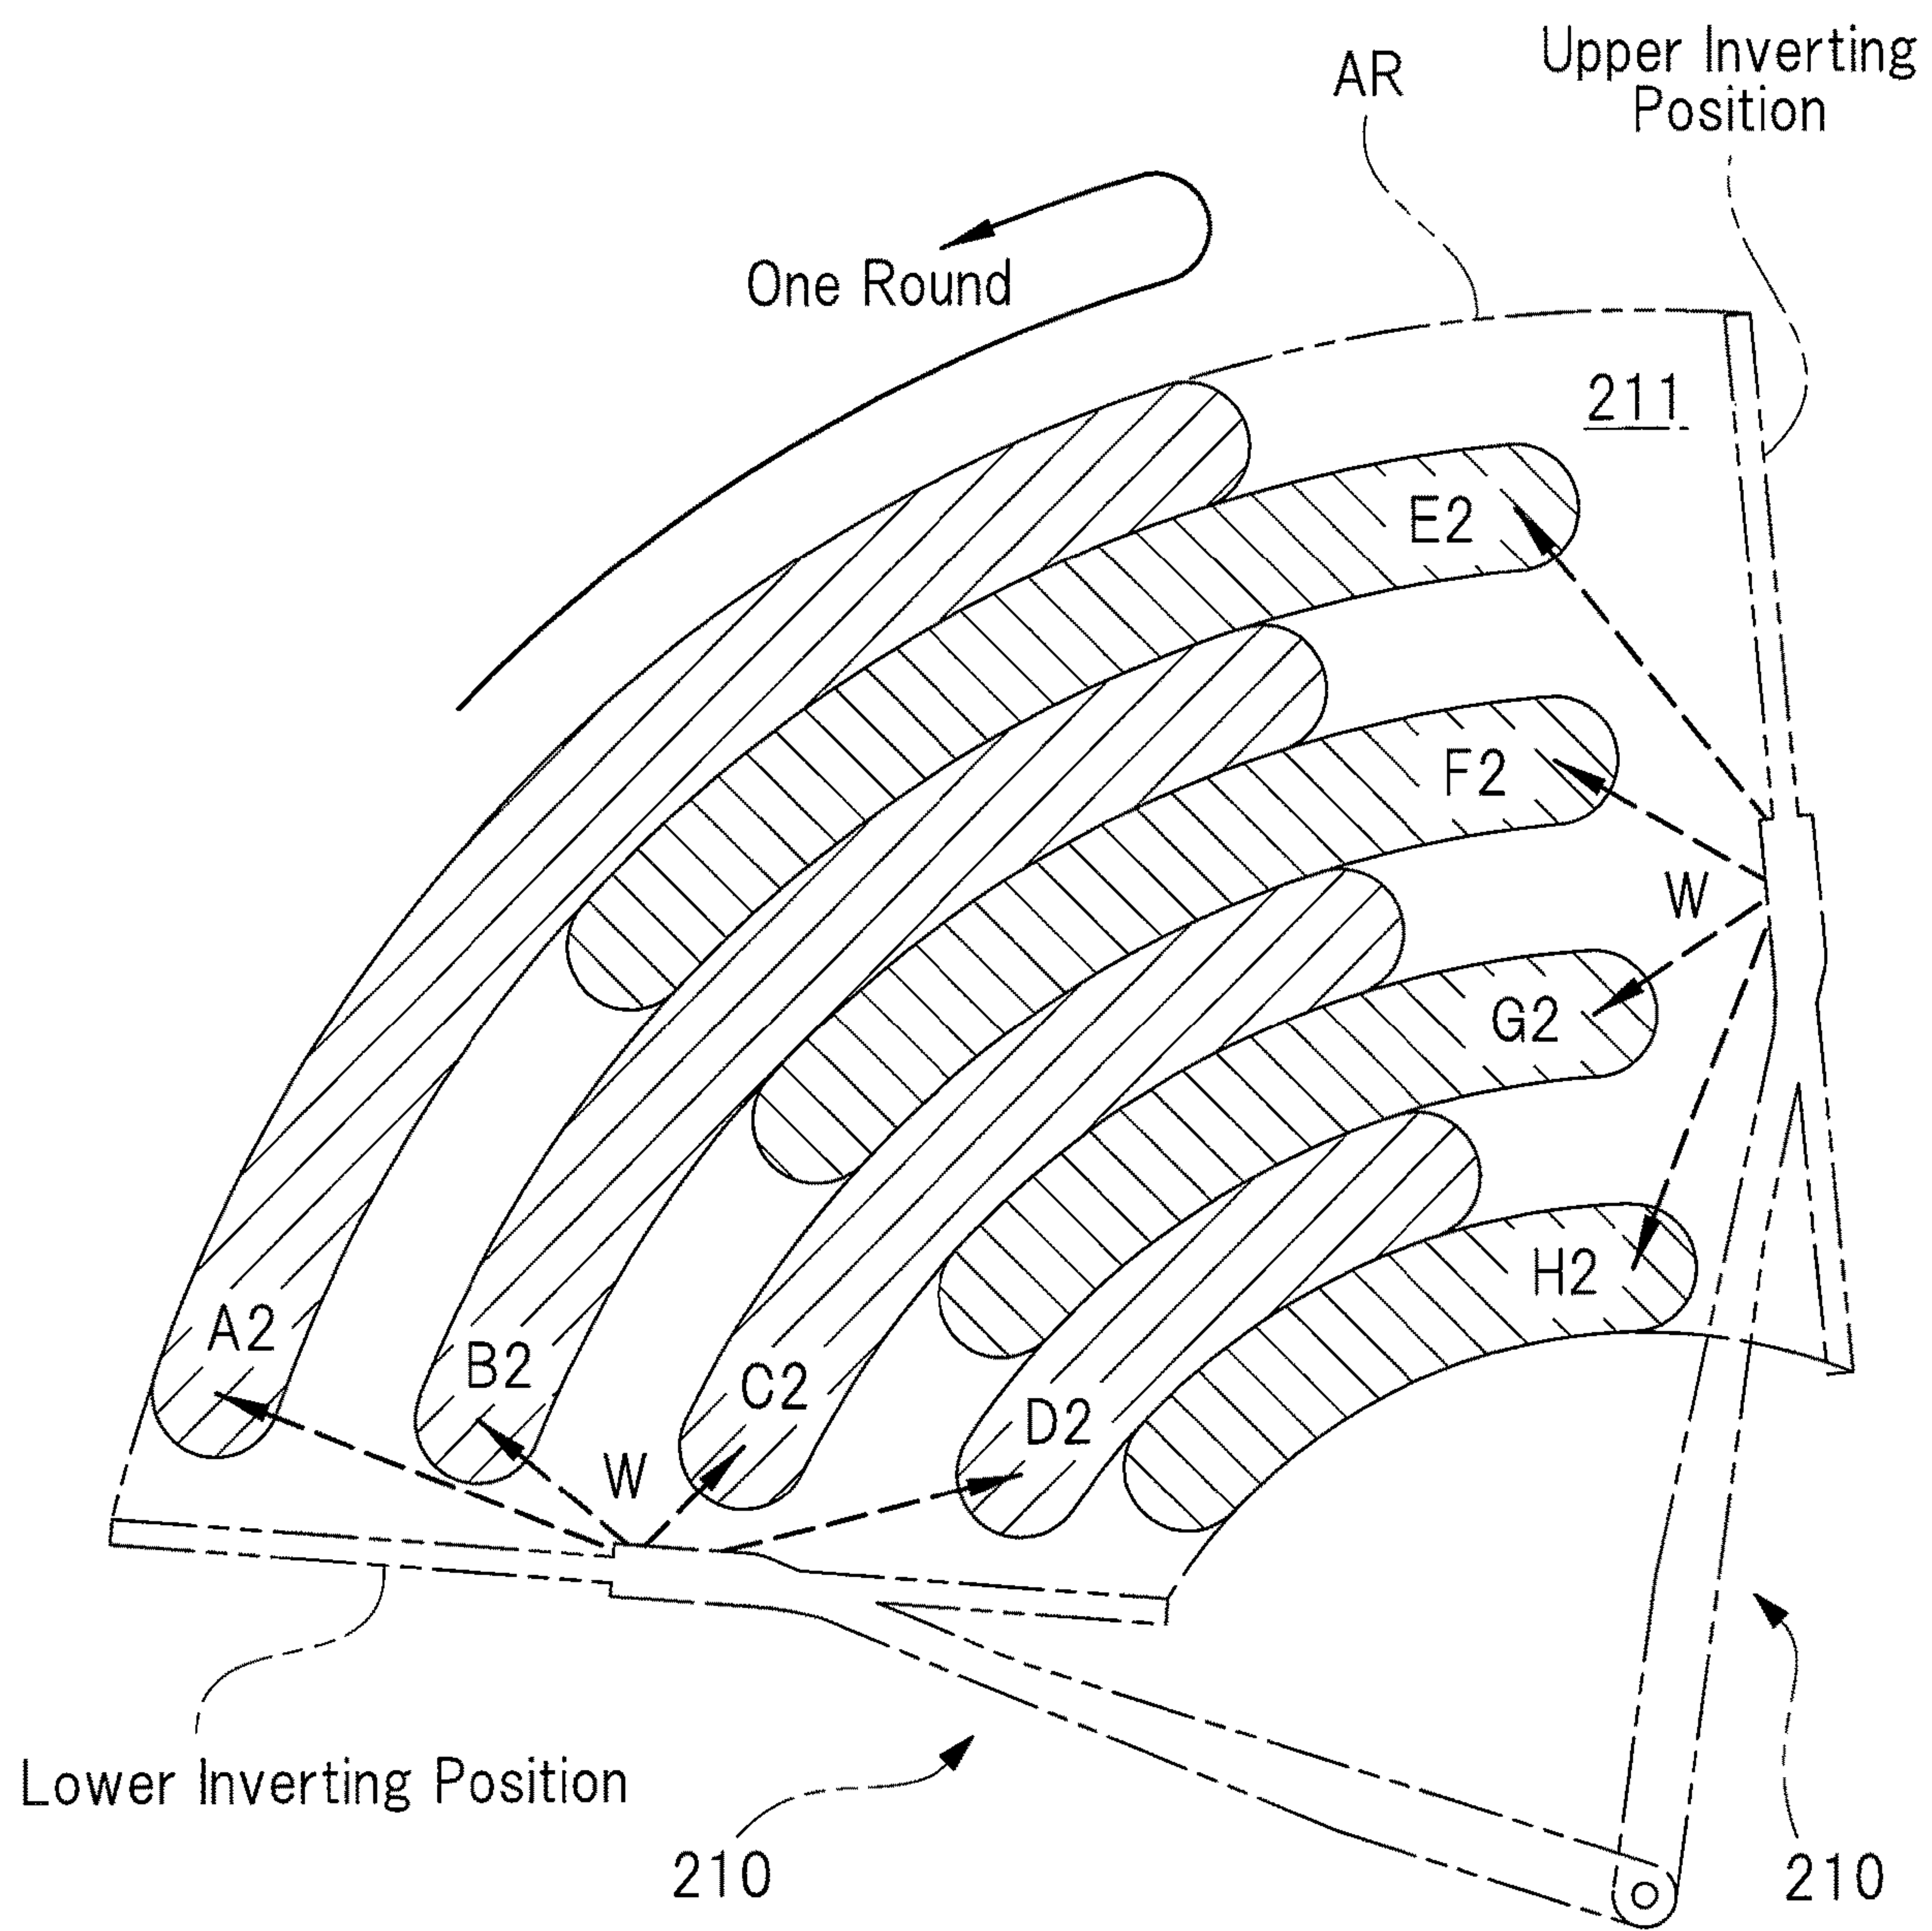 Upper Inverting
Position
AR
One Round
211
E2
F2
W
G2
H2
A2
B2
C2
D2
W
Lower Inverting Position
210
210